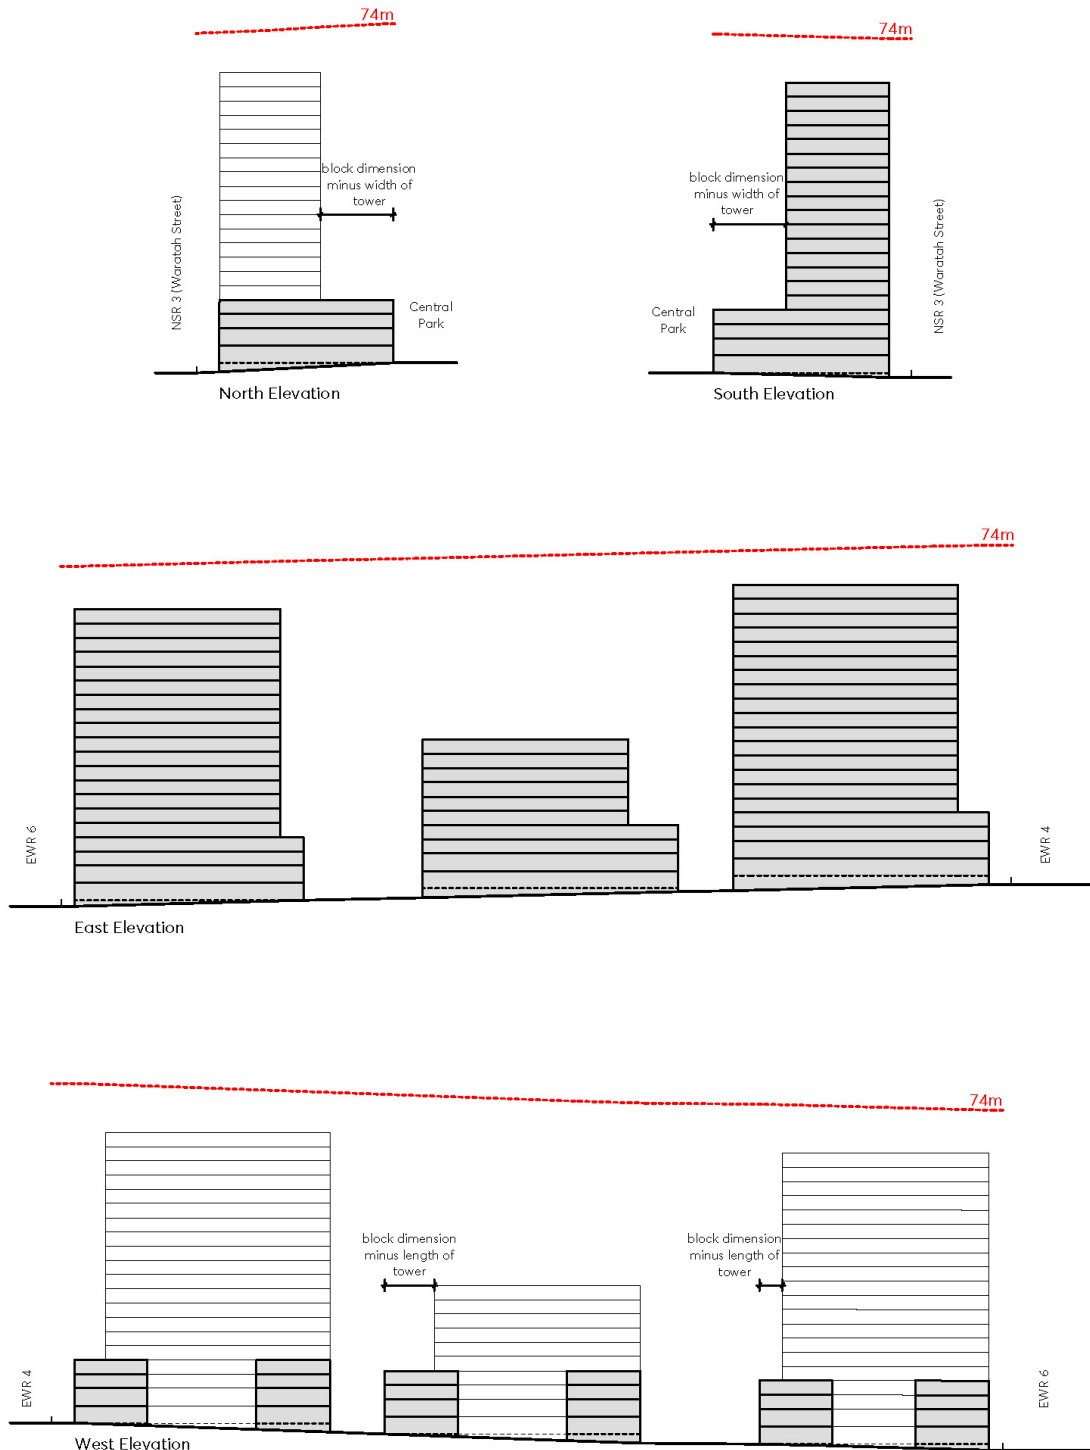 74m
74m
block dimension
minus width of
tower
NSR 3 (Waratah Street)
Central
Park
North Elevation
block dimension
minus width of
tower
NSR 3 (Waratah Street)
Central
Park
South Elevation
74m
EWR 6
EWR 4
East Elevation
74m
block dimension
minus length of
tower
block dimension
minus length of
tower
EWR 4
EWR 6
West Elevation